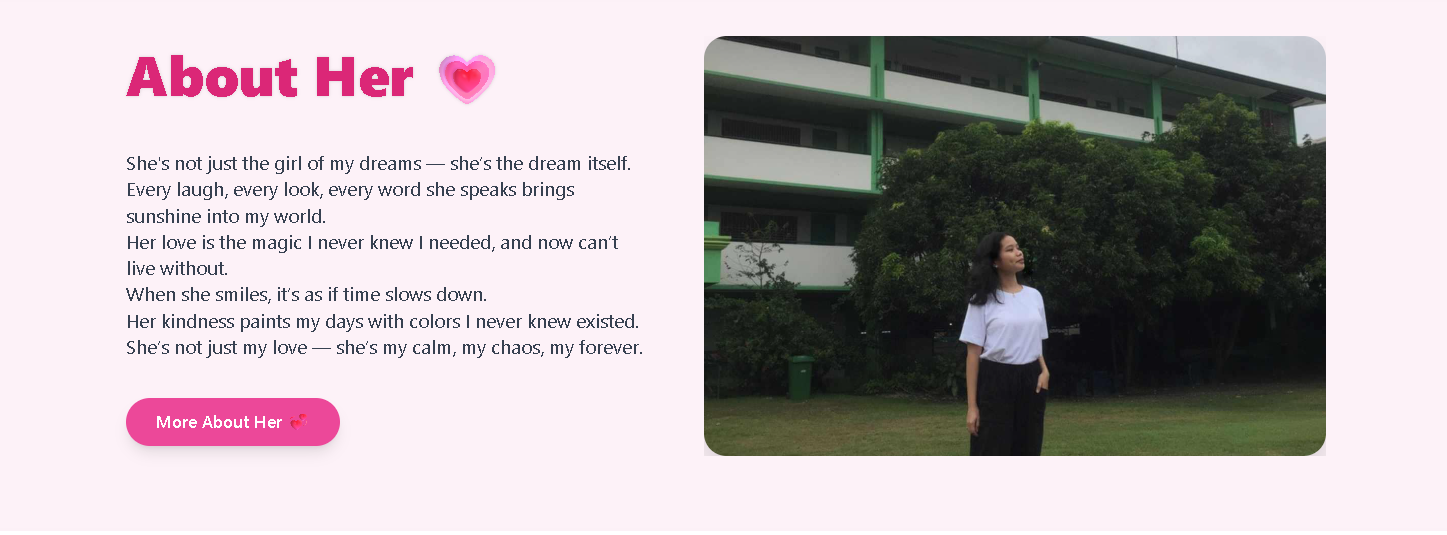 About Her 💗
She's not just the girl of my dreams — she's the dream itself.
Every laugh, every look, every word she speaks brings
sunshine into my world.
Her love is the magic I never knew I needed, and now can't
live without.
When she smiles, it's as if time slows down.
Her kindness paints my days with colors I never knew existed.
She's not just my love — she's my calm, my chaos, my forever.
More About Her 💞